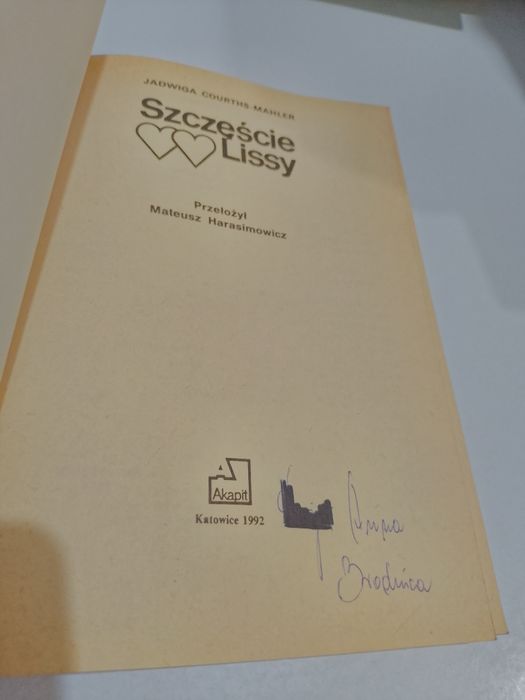 JADWIGA COURTHS-MAHLER
Szczęście
Lissy
Przełożył
Mateusz Harasimowicz
Akapit
Katowice 1992
Anna
Brodnica